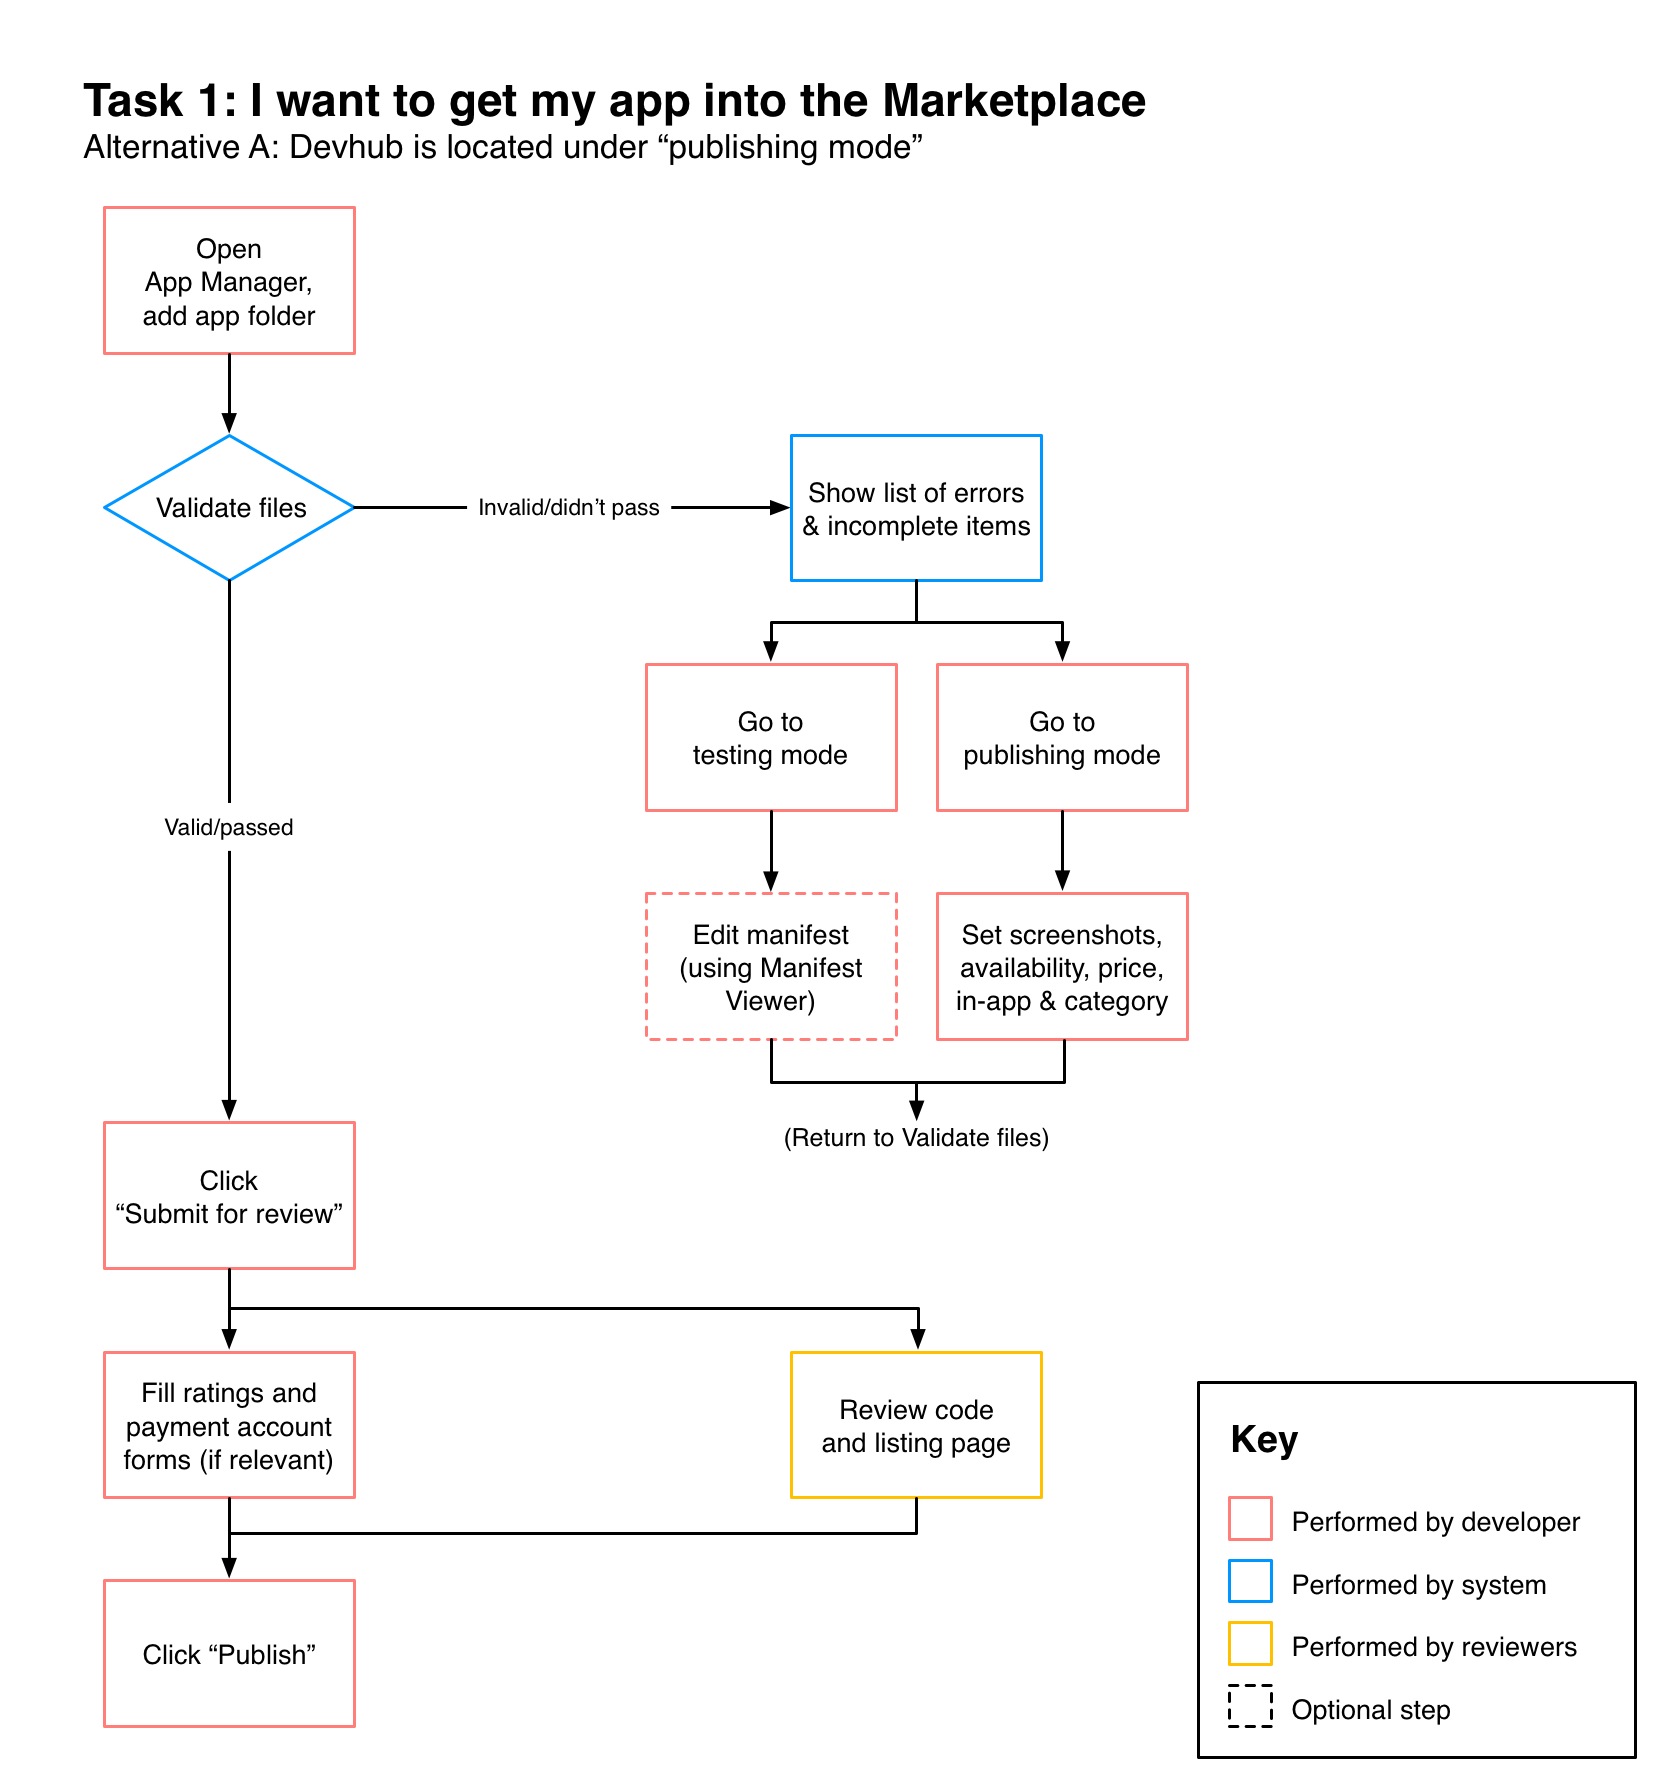 Task 1: I want to get my app into the Marketplace
Alternative A: Devhub is located under “publishing mode”
Open
App Manager,
add app folder
Validate files
Invalid/didn’t pass
Show list of errors
& incomplete items
Go to
testing mode
Go to
publishing mode
Valid/passed
Edit manifest
(using Manifest
Viewer)
Set screenshots,
availability, price,
in-app & category
(Return to Validate files)
Click
“Submit for review”
Fill ratings and
payment account
forms (if relevant)
Review code
and listing page
Click “Publish”
Key
Performed by developer
Performed by system
Performed by reviewers
Optional step